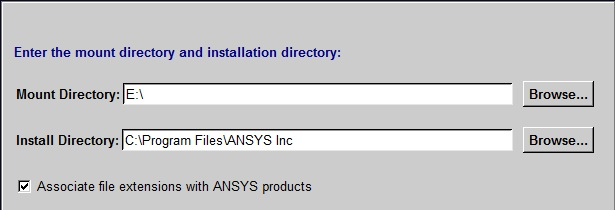 Enter the mount directory and installation directory:
Mount Directory: E:\ Browse...
Install Directory: C:\Program Files\ANSYS Inc Browse...
Associate file extensions with ANSYS products